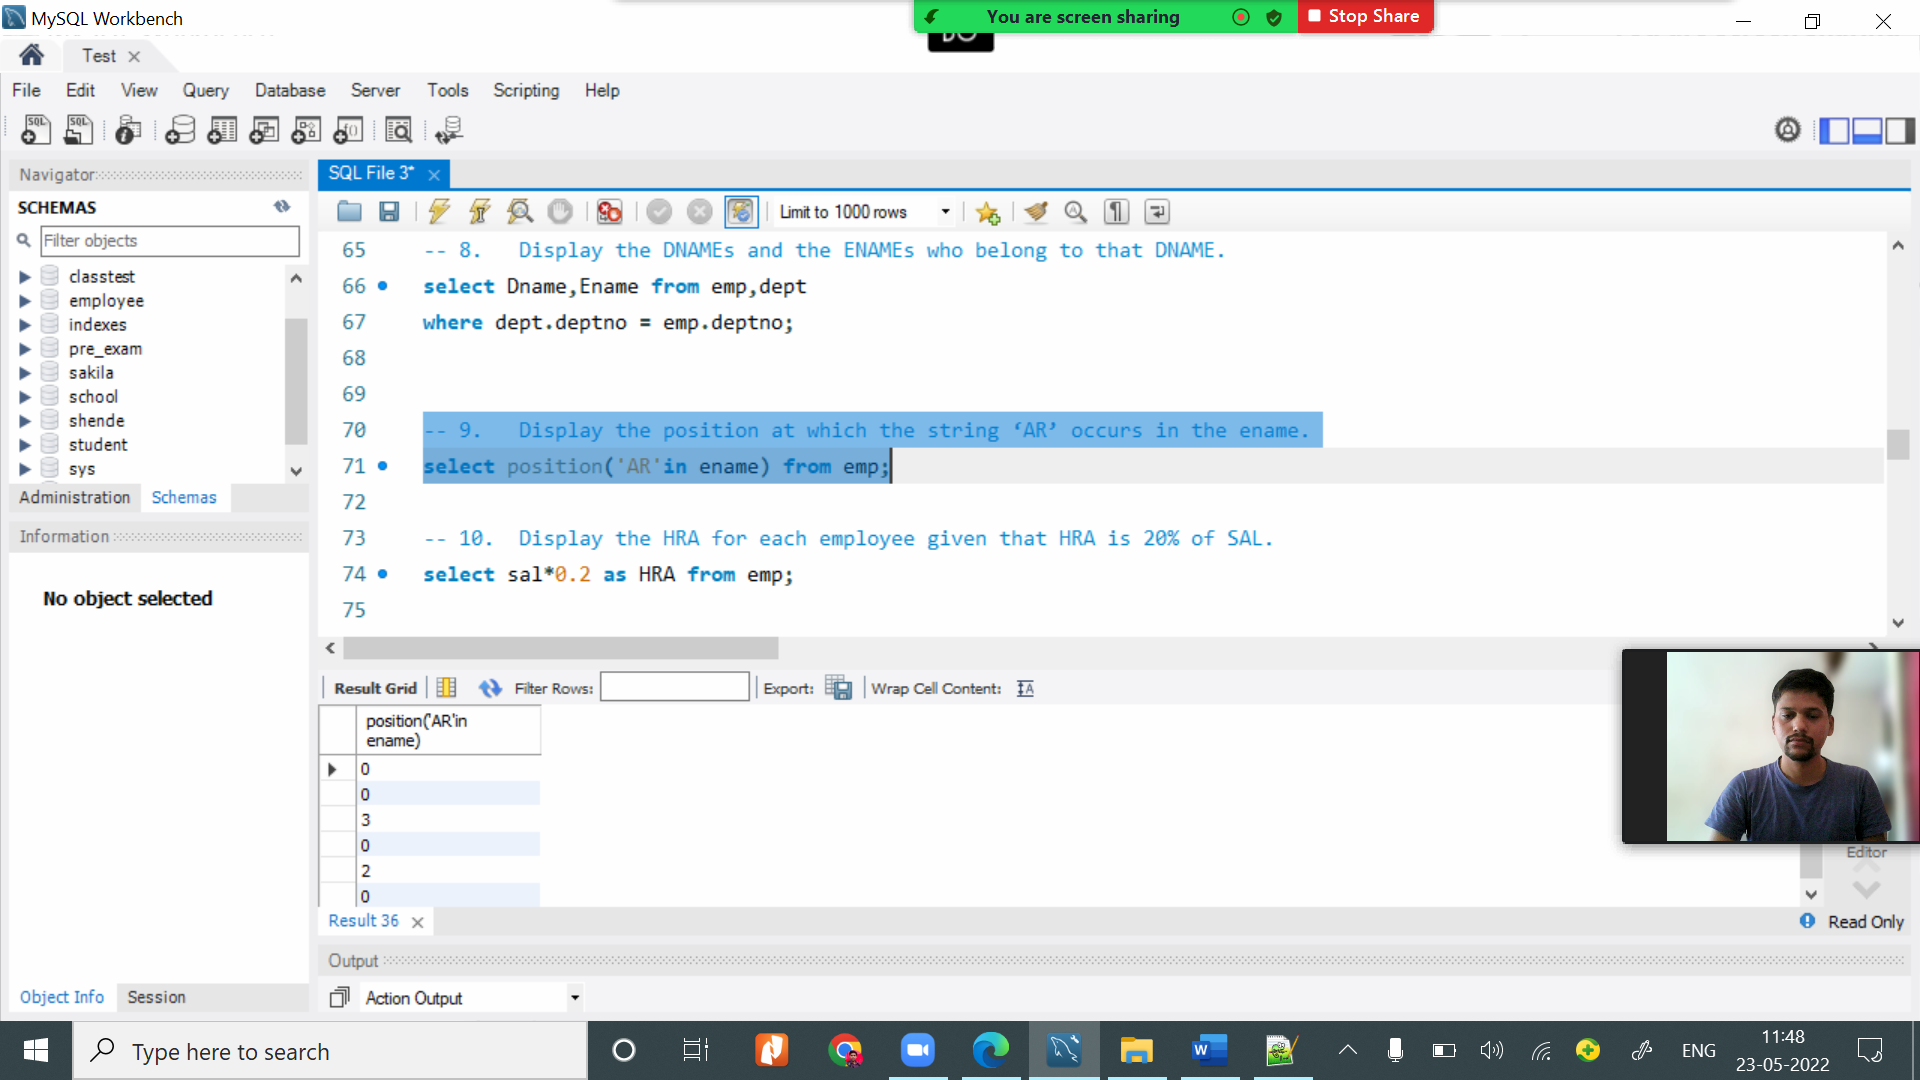 MySQL Workbench
You are screen sharing
Stop Share
Test
File Edit View Query Database Server Tools Scripting Help
Navigator
SQL File 3*
SCHEMAS
Limit to 1000 rows
Filter objects
classtest
employee
indexes
pre_exam
sakila
school
shende
student
sys
Administration Schemas
Information
No object selected
65 -- 8. Display the DNAMEs and the ENAMEs who belong to that DNAME.
66 select Dname,Ename from emp,dept
67 where dept.deptno = emp.deptno;
68
69
70 -- 9. Display the position at which the string ‘AR’ occurs in the ename.
71 select position('AR'in ename) from emp;
72
73 -- 10. Display the HRA for each employee given that HRA is 20% of SAL.
74 select sal*0.2 as HRA from emp;
75
Result Grid Filter Rows: Export: Wrap Cell Content:
position('AR'in
ename)
0
0
3
0
2
0
Editor
Result 36
Read Only
Output
Object Info Session
Action Output
Type here to search
ENG
11:48
23-05-2022